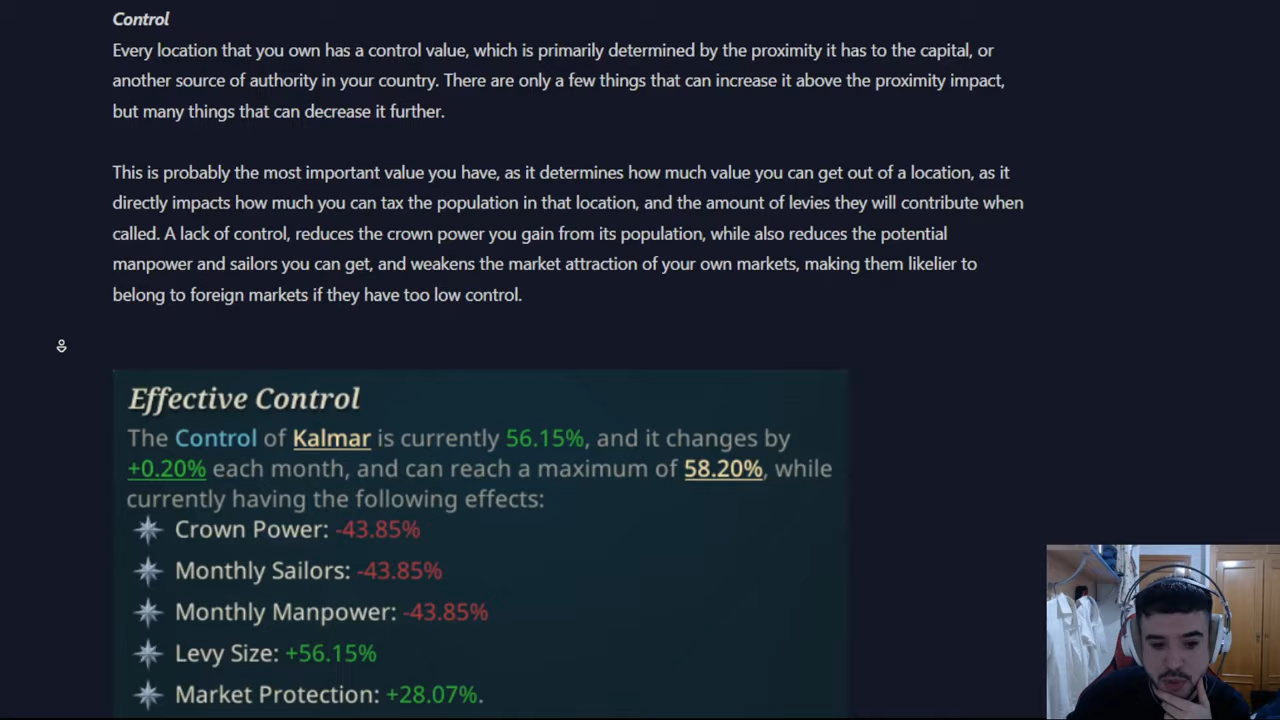 Control
Every location that you own has a control value, which is primarily determined by the proximity it has to the capital, or
another source of authority in your country. There are only a few things that can increase it above the proximity impact,
but many things that can decrease it further.
This is probably the most important value you have, as it determines how much value you can get out of a location, as it
directly impacts how much you can tax the population in that location, and the amount of levies they will contribute when
called. A lack of control, reduces the crown power you gain from its population, while also reduces the potential
manpower and sailors you can get, and weakens the market attraction of your own markets, making them likelier to
belong to foreign markets if they have too low control.
Effective Control
The Control of Kalmar is currently 56.15%, and it changes by
+0.20% each month, and can reach a maximum of 58.20%, while
currently having the following effects:
Crown Power: -43.85%
Monthly Sailors: -43.85%
Monthly Manpower: -43.85%
Levy Size: +56.15%
Market Protection: +28.07%.